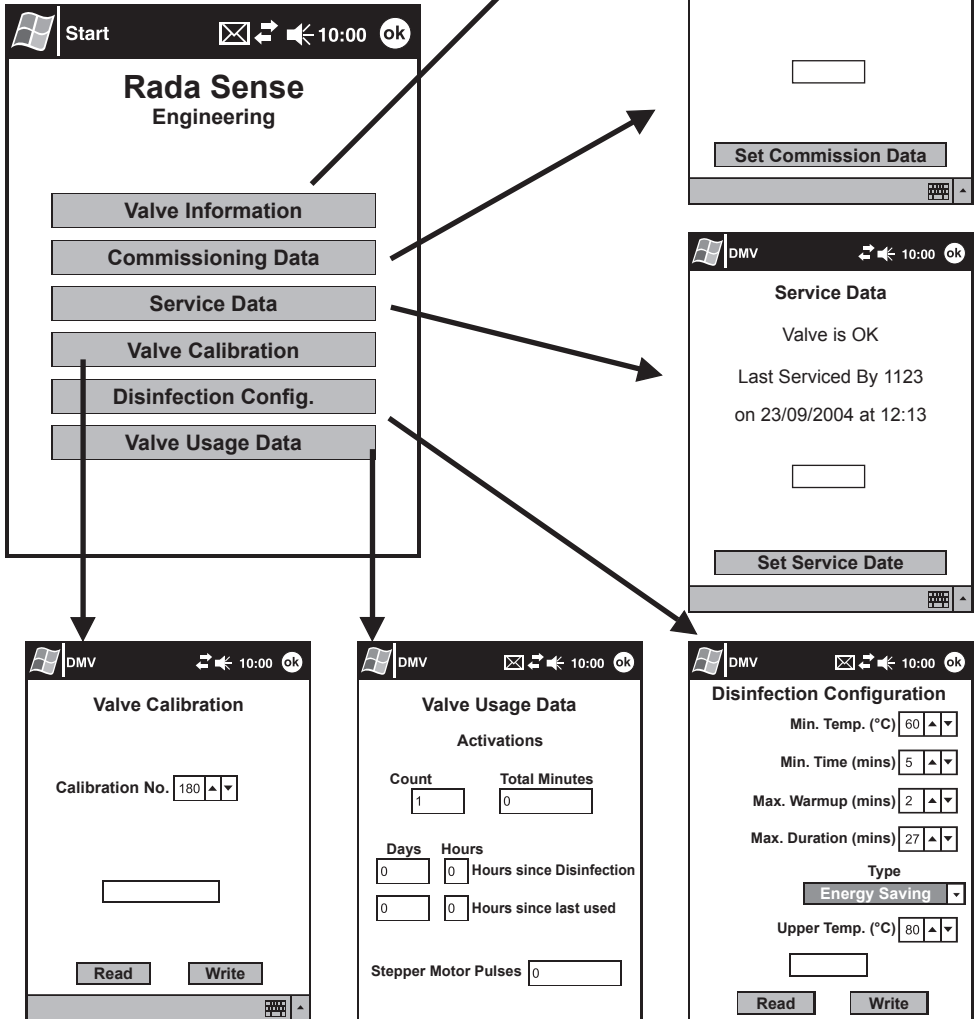 Start 10:00 ok
Rada Sense
Engineering
Valve Information
Commissioning Data
Service Data
Valve Calibration
Disinfection Config.
Valve Usage Data
Set Commission Data
DMV 10:00 ok
Service Data
Valve is OK
Last Serviced By 1123
on 23/09/2004 at 12:13
Set Service Date
DMV 10:00 ok
Valve Calibration
Calibration No. 180
Read Write
DMV 10:00 ok
Valve Usage Data
Activations
Count Total Minutes
1 0
Days Hours
0 0 Hours since Disinfection
0 0 Hours since last used
Stepper Motor Pulses 0
DMV 10:00 ok
Disinfection Configuration
Min. Temp. (°C) 60
Min. Time (mins) 5
Max. Warmup (mins) 2
Max. Duration (mins) 27
Type
Energy Saving
Upper Temp. (°C) 80
Read Write